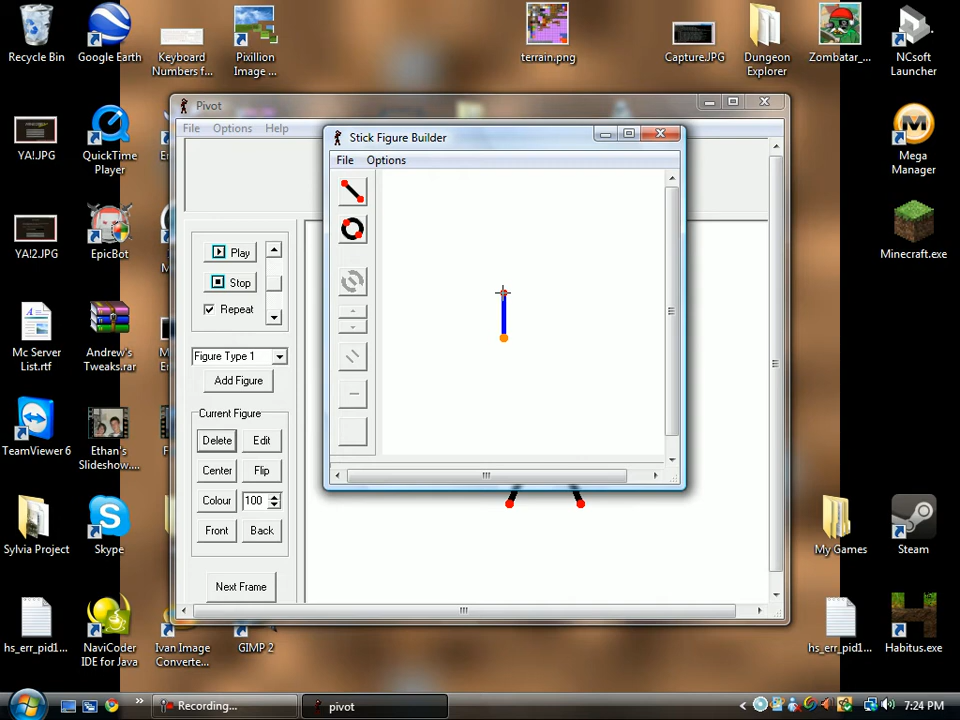 Recycle Bin
Google Earth
Keyboard
Numbers f...
Pixillion
Image ...
terrain.png
Capture.JPG
Dungeon
Explorer
Zombatar_...
NCsoft
Launcher
YA!.JPG
QuickTime
Player
Mega
Manager
YA!2.JPG
EpicBot
Minecraft.exe
Mc Server
List.rtf
Andrew's
Tweaks.rar
TeamViewer 6
Ethan's
Slideshow....
Sylvia Project
Skype
My Games
Steam
hs_err_pid1...
NaviCoder
IDE for Java
Ivan Image
Converte...
GIMP 2
hs_err_pid1...
Habitus.exe
Pivot
File Options Help
Play
Stop
Repeat
Figure Type 1
Add Figure
Current Figure
Delete Edit
Center Flip
Colour 100
Front Back
Next Frame
Stick Figure Builder
File Options
Recording...
pivot
7:24 PM